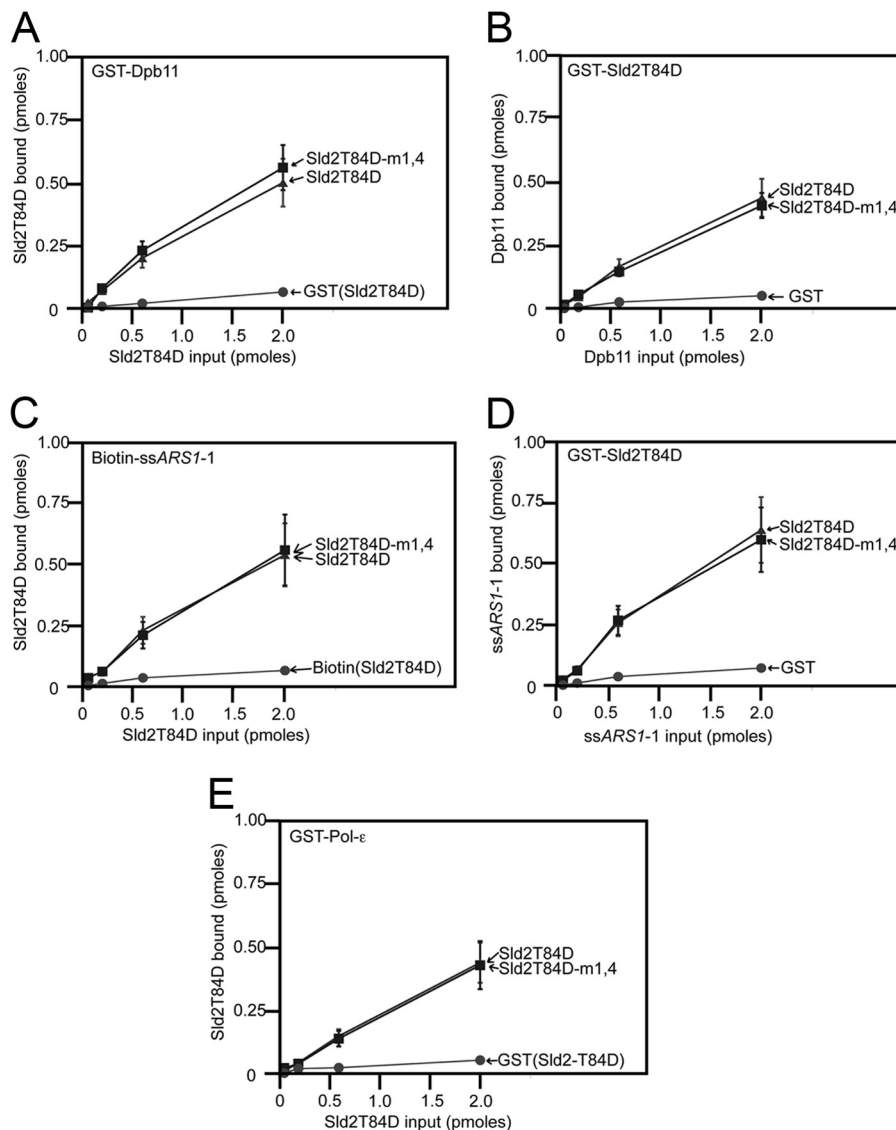 A
GST-Dpb11
Sld2T84D bound (pmoles)
1.00
0.75
0.50
0.25
0
Sld2T84D-m1,4
Sld2T84D
GST(Sld2T84D)
0 0.5 1.0 1.5 2.0
Sld2T84D input (pmoles)
B
GST-Sld2T84D
Dpb11 bound (pmoles)
1.00
0.75
0.50
0.25
0
Sld2T84D
Sld2T84D-m1,4
GST
0 0.5 1.0 1.5 2.0
Dpb11 input (pmoles)
C
Biotin-ssARS1-1
Sld2T84D bound (pmoles)
1.00
0.75
0.50
0.25
0
Sld2T84D-m1,4
Sld2T84D
Biotin(Sld2T84D)
0 0.5 1.0 1.5 2.0
Sld2T84D input (pmoles)
D
GST-Sld2T84D
ssARS1-1 bound (pmoles)
1.00
0.75
0.50
0.25
0
Sld2T84D
Sld2T84D-m1,4
GST
0 0.5 1.0 1.5 2.0
ssARS1-1 input (pmoles)
E
GST-Pol-ε
Sld2T84D bound (pmoles)
1.00
0.75
0.50
0.25
0
Sld2T84D
Sld2T84D-m1,4
GST(Sld2-T84D)
0 0.5 1.0 1.5 2.0
Sld2T84D input (pmoles)